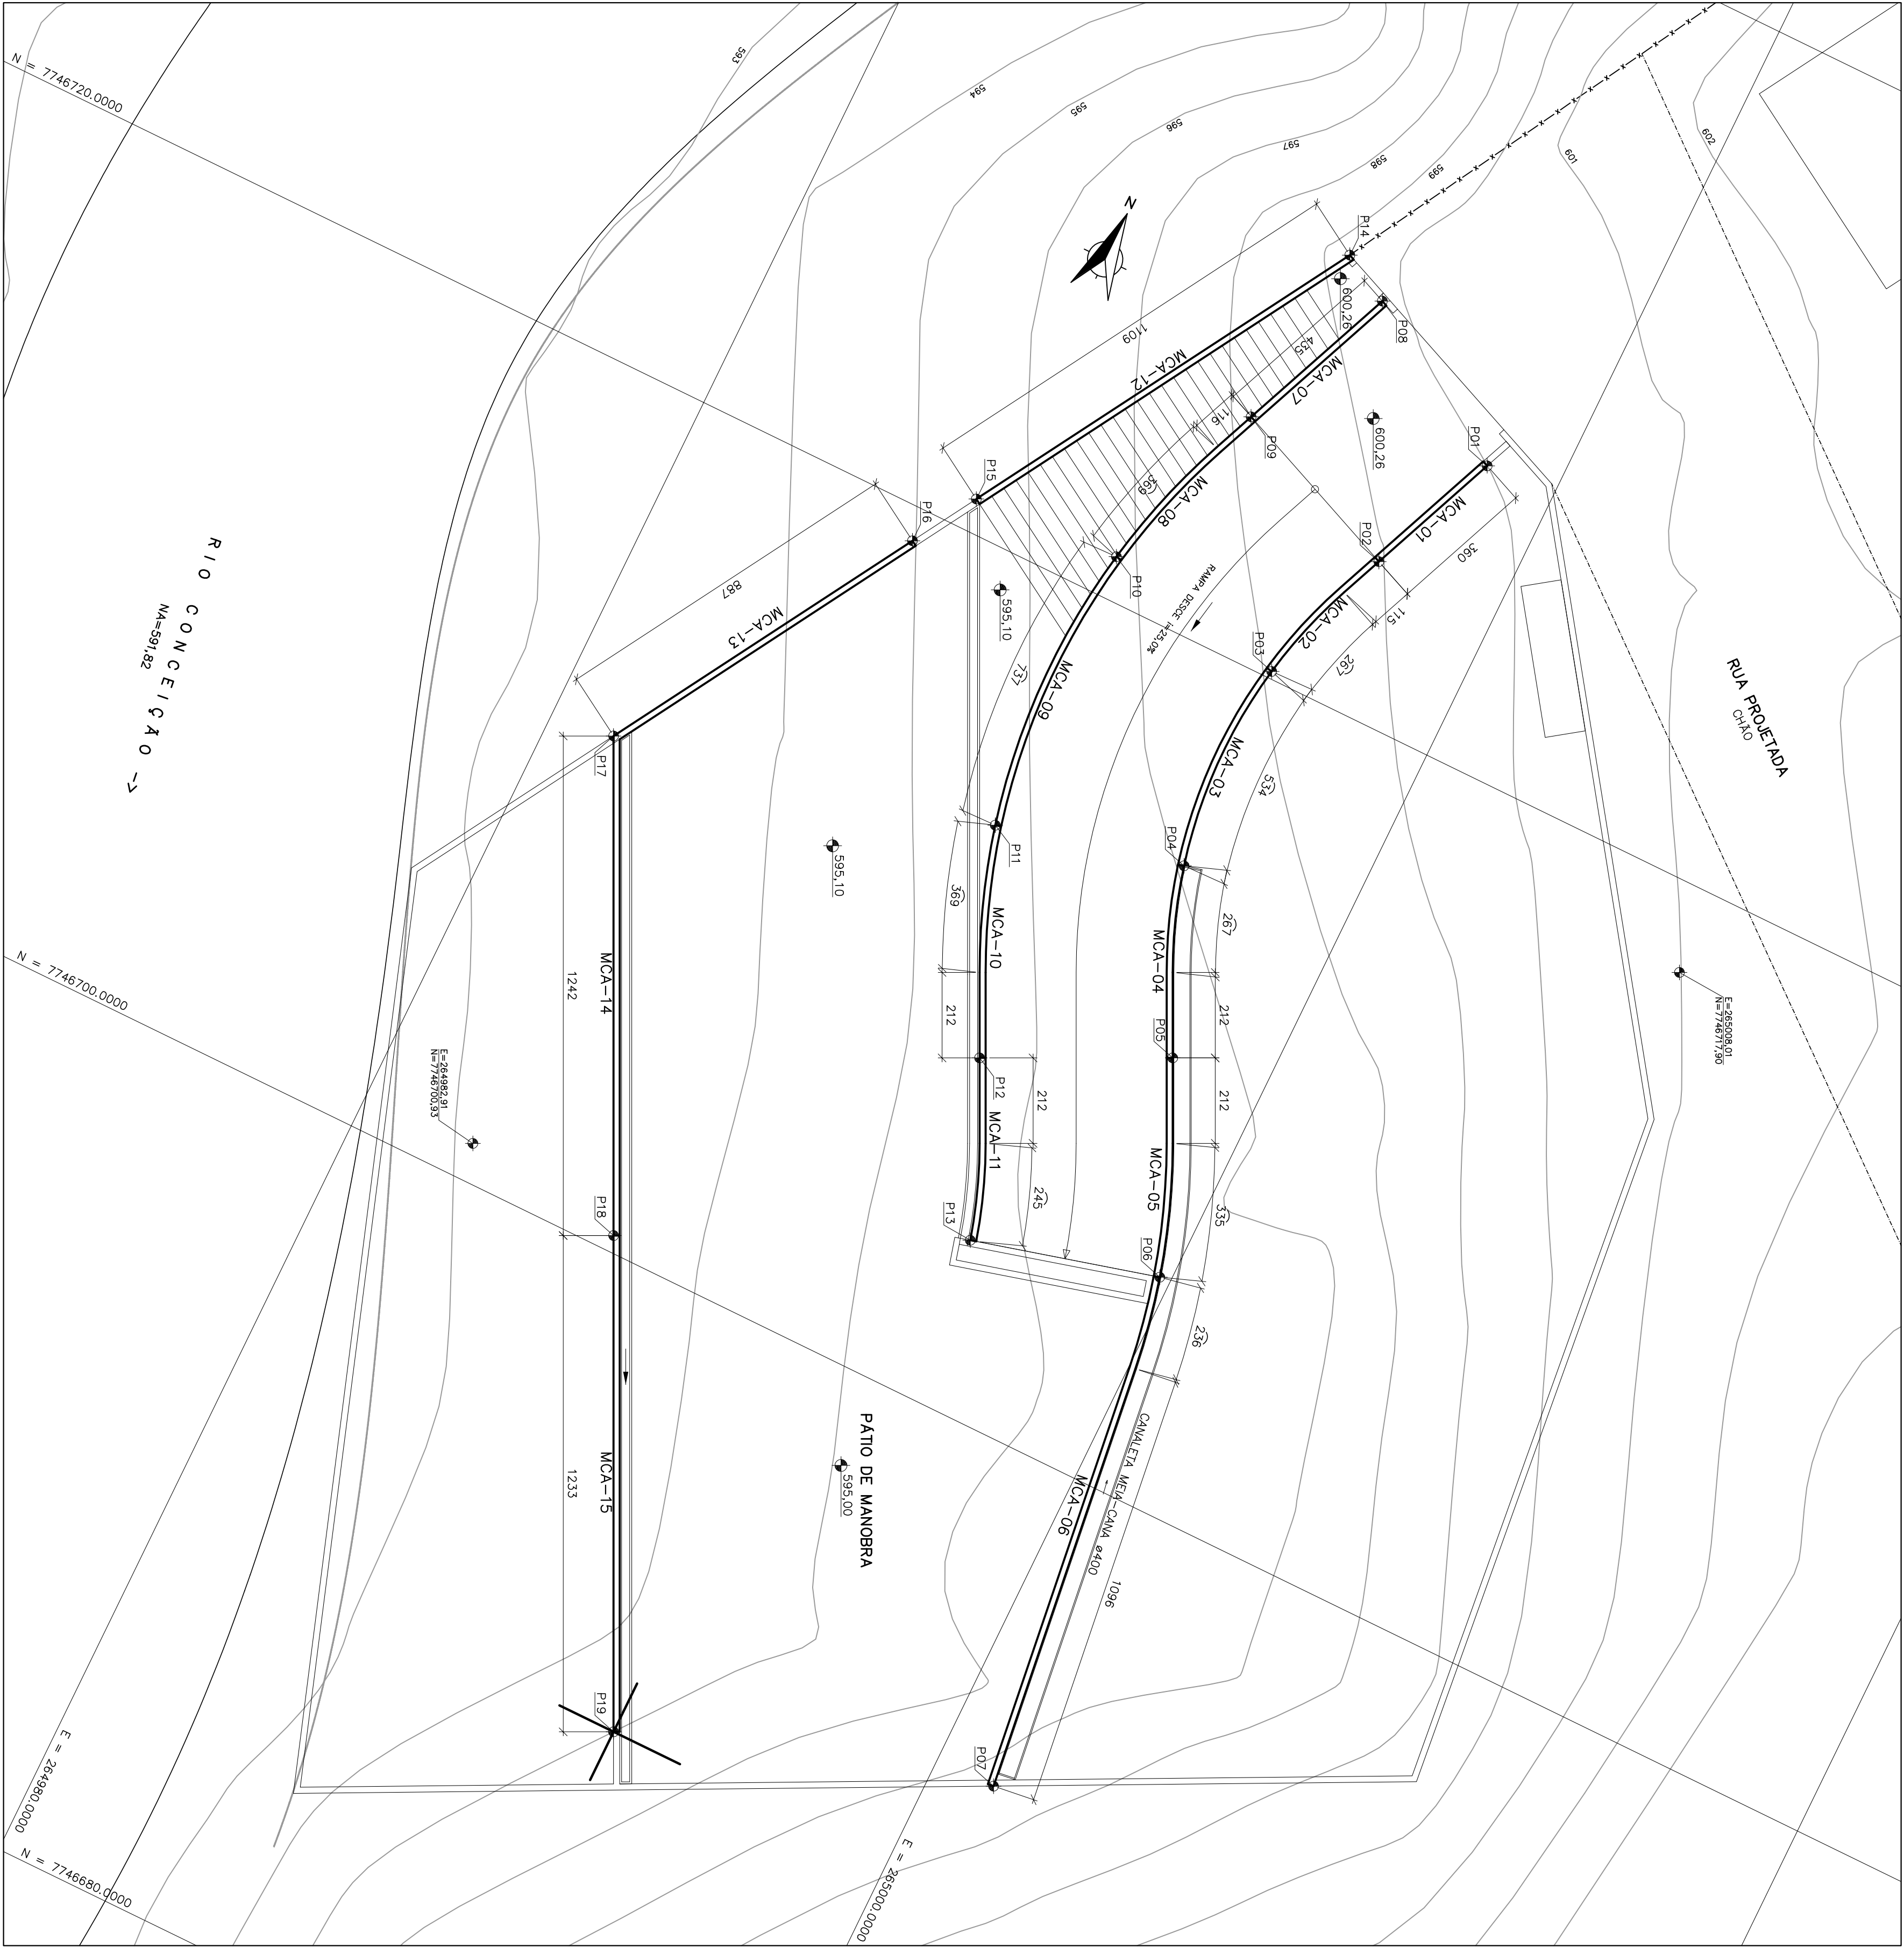 N = 7746720.0000
593
594
595
596
597
598
599
601
602
N
P14
600,26
P08
1109
MCA-12
435
MCA-07
116
P09
600,26
P01
MCA-01
360
P02
P15
P16
369
MCA-08
P10
RAMPA DESCE i=25,0%
115
MCA-02
267
P03
887
MCA-13
595,10
737
MCA-09
MCA-03
534
RUA PROJETADA
CHÃO
RIO CONCEIÇÃO ->
NA=591,82
P17
595,10
P11
P04
369
MCA-10
267
MCA-04
N = 7746700.0000
MCA-14
1242
212
P05
212
E=265008,01
N=7746717,90
E=264982,91
N=7746700,93
P12
212
MCA-11
212
MCA-05
P18
P13
245
335
P06
236
PÁTIO DE MANOBRA
595,00
CANALETA MEIA-CANA ø400
MCA-06
1096
MCA-15
1233
P19
P07
E = 264980.0000
N = 7746680.0000
E = 265000.0000